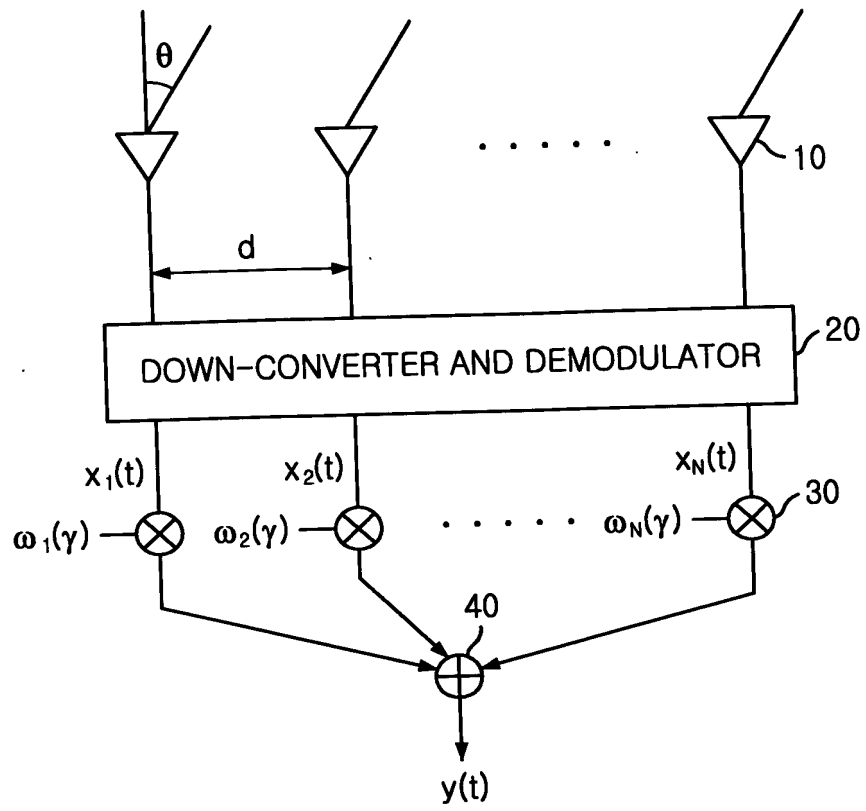 θ
10
d
20
DOWN-CONVERTER AND DEMODULATOR
x₁(t) x₂(t) x_N(t)
30
ω₁(γ) ω₂(γ) ω_N(γ)
40
y(t)